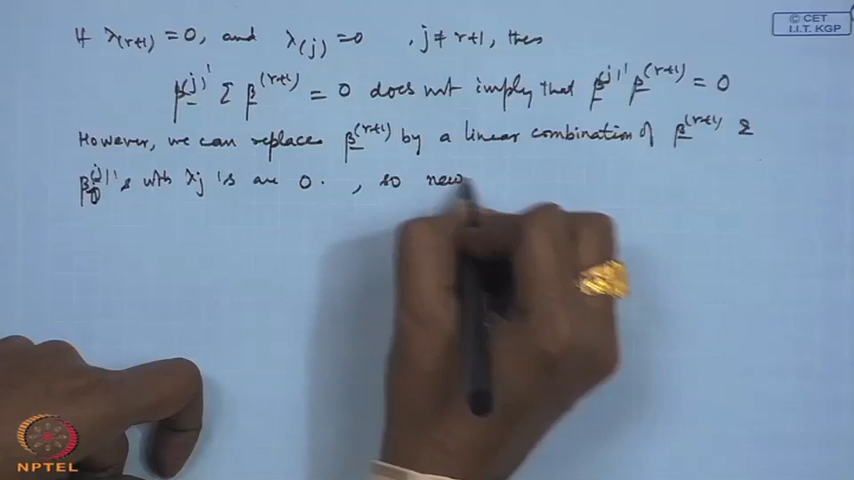 If λ(r+1) = 0, and λ(j) = 0 , j ≠ r+1, then
β^(j)' Σ β^(r+1) = 0 does not imply that β^(j)' β^(r+1) = 0
However, we can replace β^(r+1) by a linear combination of β^(r+1) &
β^(j)'s with λj's are 0. , so new
© CET
I.I.T. KGP
NPTEL